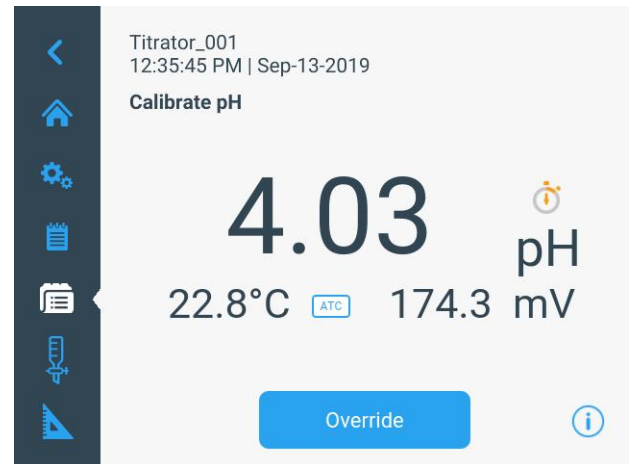 Titrator_001
12:35:45 PM | Sep-13-2019
Calibrate pH
4.03 pH
22.8°C ATC 174.3 mV
Override
i